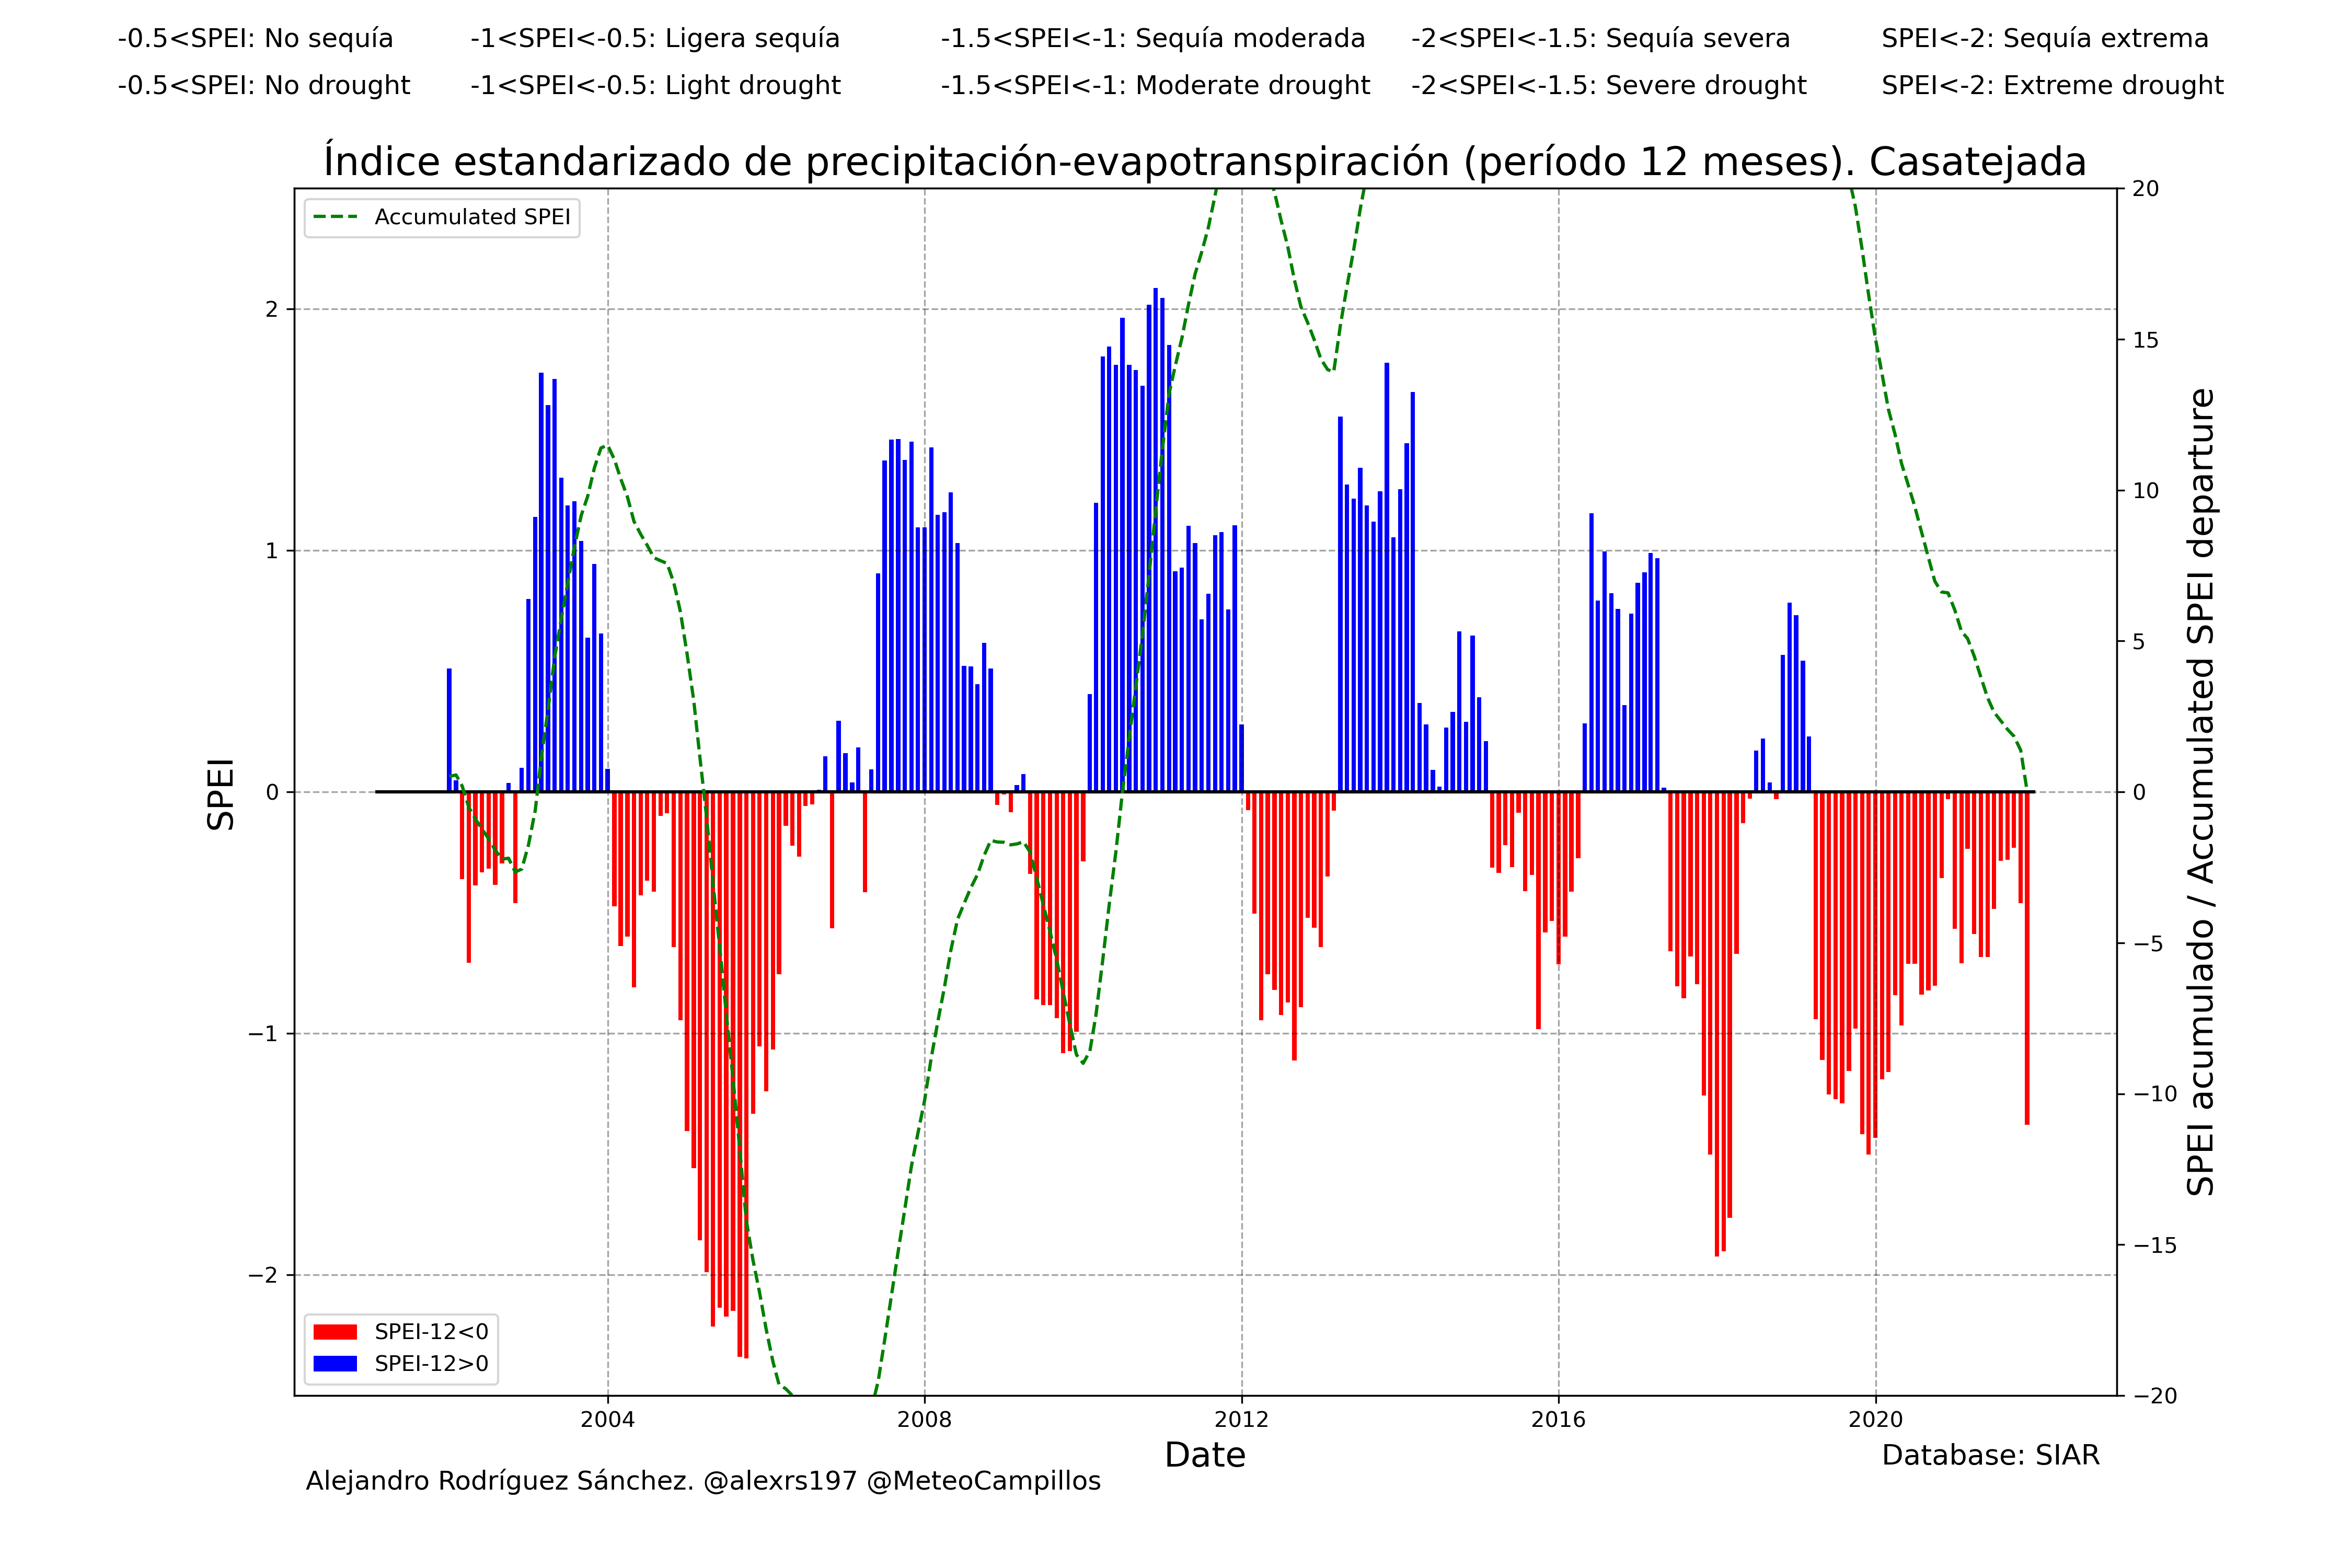 -0.5<SPEI: No sequía -1<SPEI<-0.5: Ligera sequía -1.5<SPEI<-1: Sequía moderada -2<SPEI<-1.5: Sequía severa SPEI<-2: Sequía extrema
-0.5<SPEI: No drought -1<SPEI<-0.5: Light drought -1.5<SPEI<-1: Moderate drought -2<SPEI<-1.5: Severe drought SPEI<-2: Extreme drought
Índice estandarizado de precipitación-evapotranspiración (período 12 meses). Casatejada
Accumulated SPEI
SPEI
2
1
0
−1
−2
20
15
10
5
0
−5
−10
−15
−20
SPEI acumulado / Accumulated SPEI departure
SPEI-12<0
SPEI-12>0
2004 2008 2012 2016 2020
Date
Database: SIAR
Alejandro Rodríguez Sánchez. @alexrs197 @MeteoCampillos